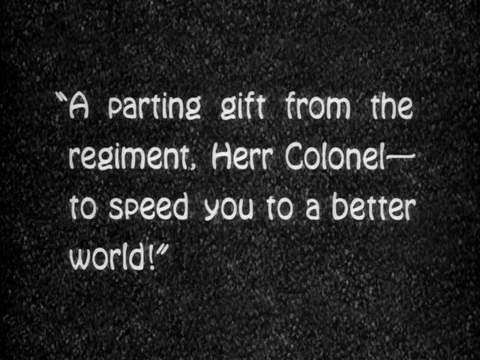 "A parting gift from the
regiment, Herr Colonel—
to speed you to a better
world!"